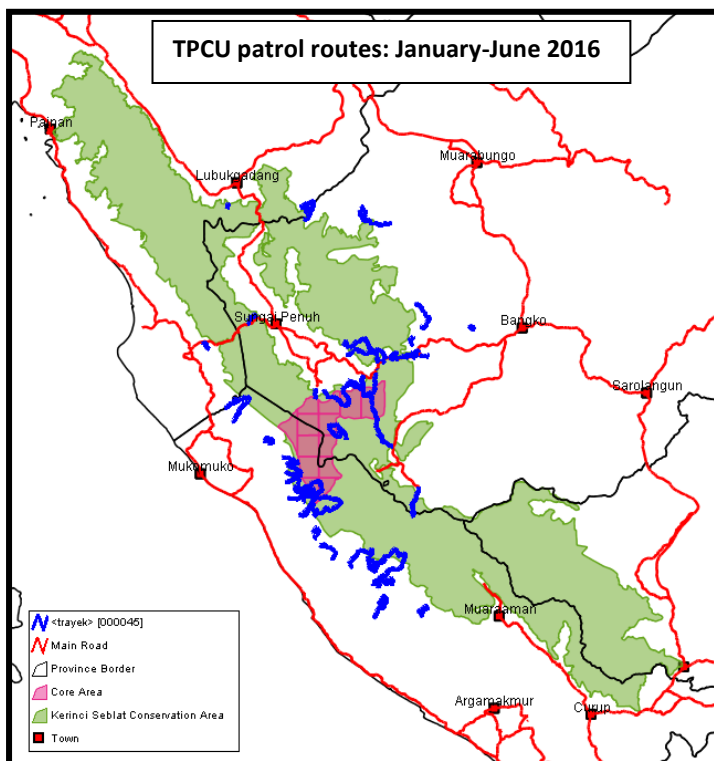 TPCU patrol routes: January-June 2016
Painan
Muarabungo
Lubukgadang
Sungai Penuh
Bangko
Sarolangun
Mukomuko
Muaraaman
Argamakmur
Curup
<trayek> [000045]
Main Road
Province Border
Core Area
Kerinci Seblat Conservation Area
Town